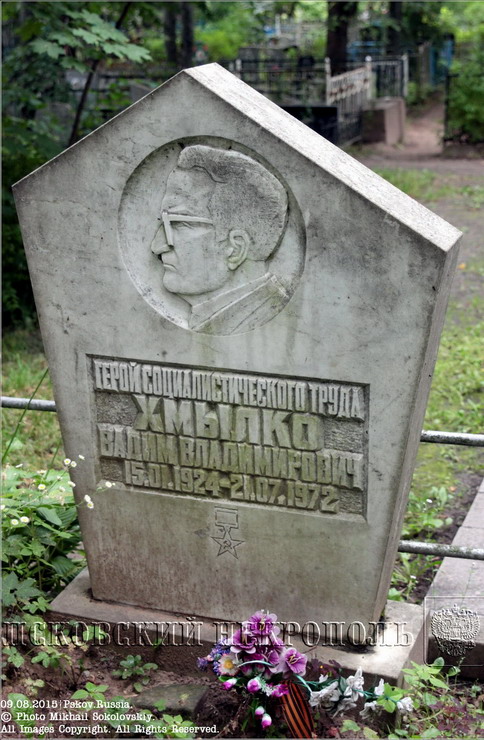 ГЕРОЙ СОЦИАЛИСТИЧЕСКОГО ТРУДА
ХМЫЛКО
ВАДИМ ВЛАДИМИРОВИЧ
15.01.1924-21.07.1972
ПСКОВСКИЙ НЕКРОПОЛЬ
09.08.2015|Pskov.Russia.
© Photo Mikhail Sokolovskiy.
All Images Copyright. All Rights Reserved.